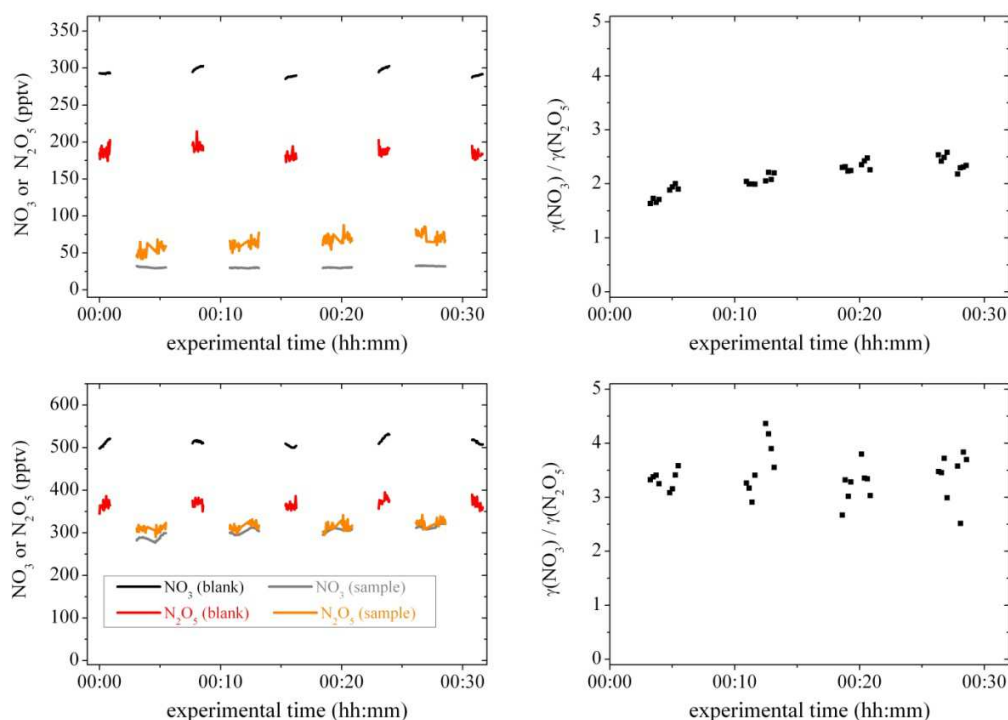 350
300
250
200
150
100
50
0
NO₃ or N₂O₅ (pptv)
00:00 00:10 00:20 00:30
experimental time (hh:mm)
5
4
3
2
1
0
γ(NO₃) / γ(N₂O₅)
00:00 00:10 00:20 00:30
experimental time (hh:mm)
600
500
400
300
200
100
0
NO₃ or N₂O₅ (pptv)
NO₃ (blank) NO₃ (sample)
N₂O₅ (blank) N₂O₅ (sample)
00:00 00:10 00:20 00:30
experimental time (hh:mm)
5
4
3
2
1
0
γ(NO₃) / γ(N₂O₅)
00:00 00:10 00:20 00:30
experimental time (hh:mm)